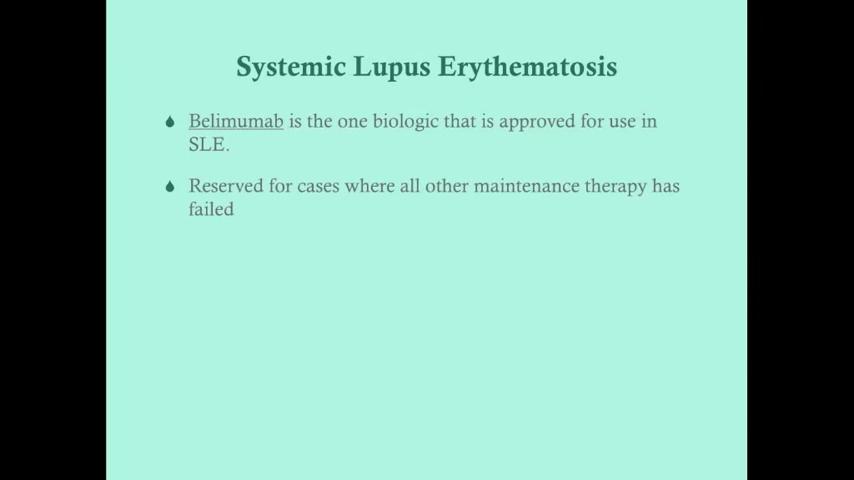 Systemic Lupus Erythematosis
Belimumab is the one biologic that is approved for use in
SLE.
Reserved for cases where all other maintenance therapy has
failed